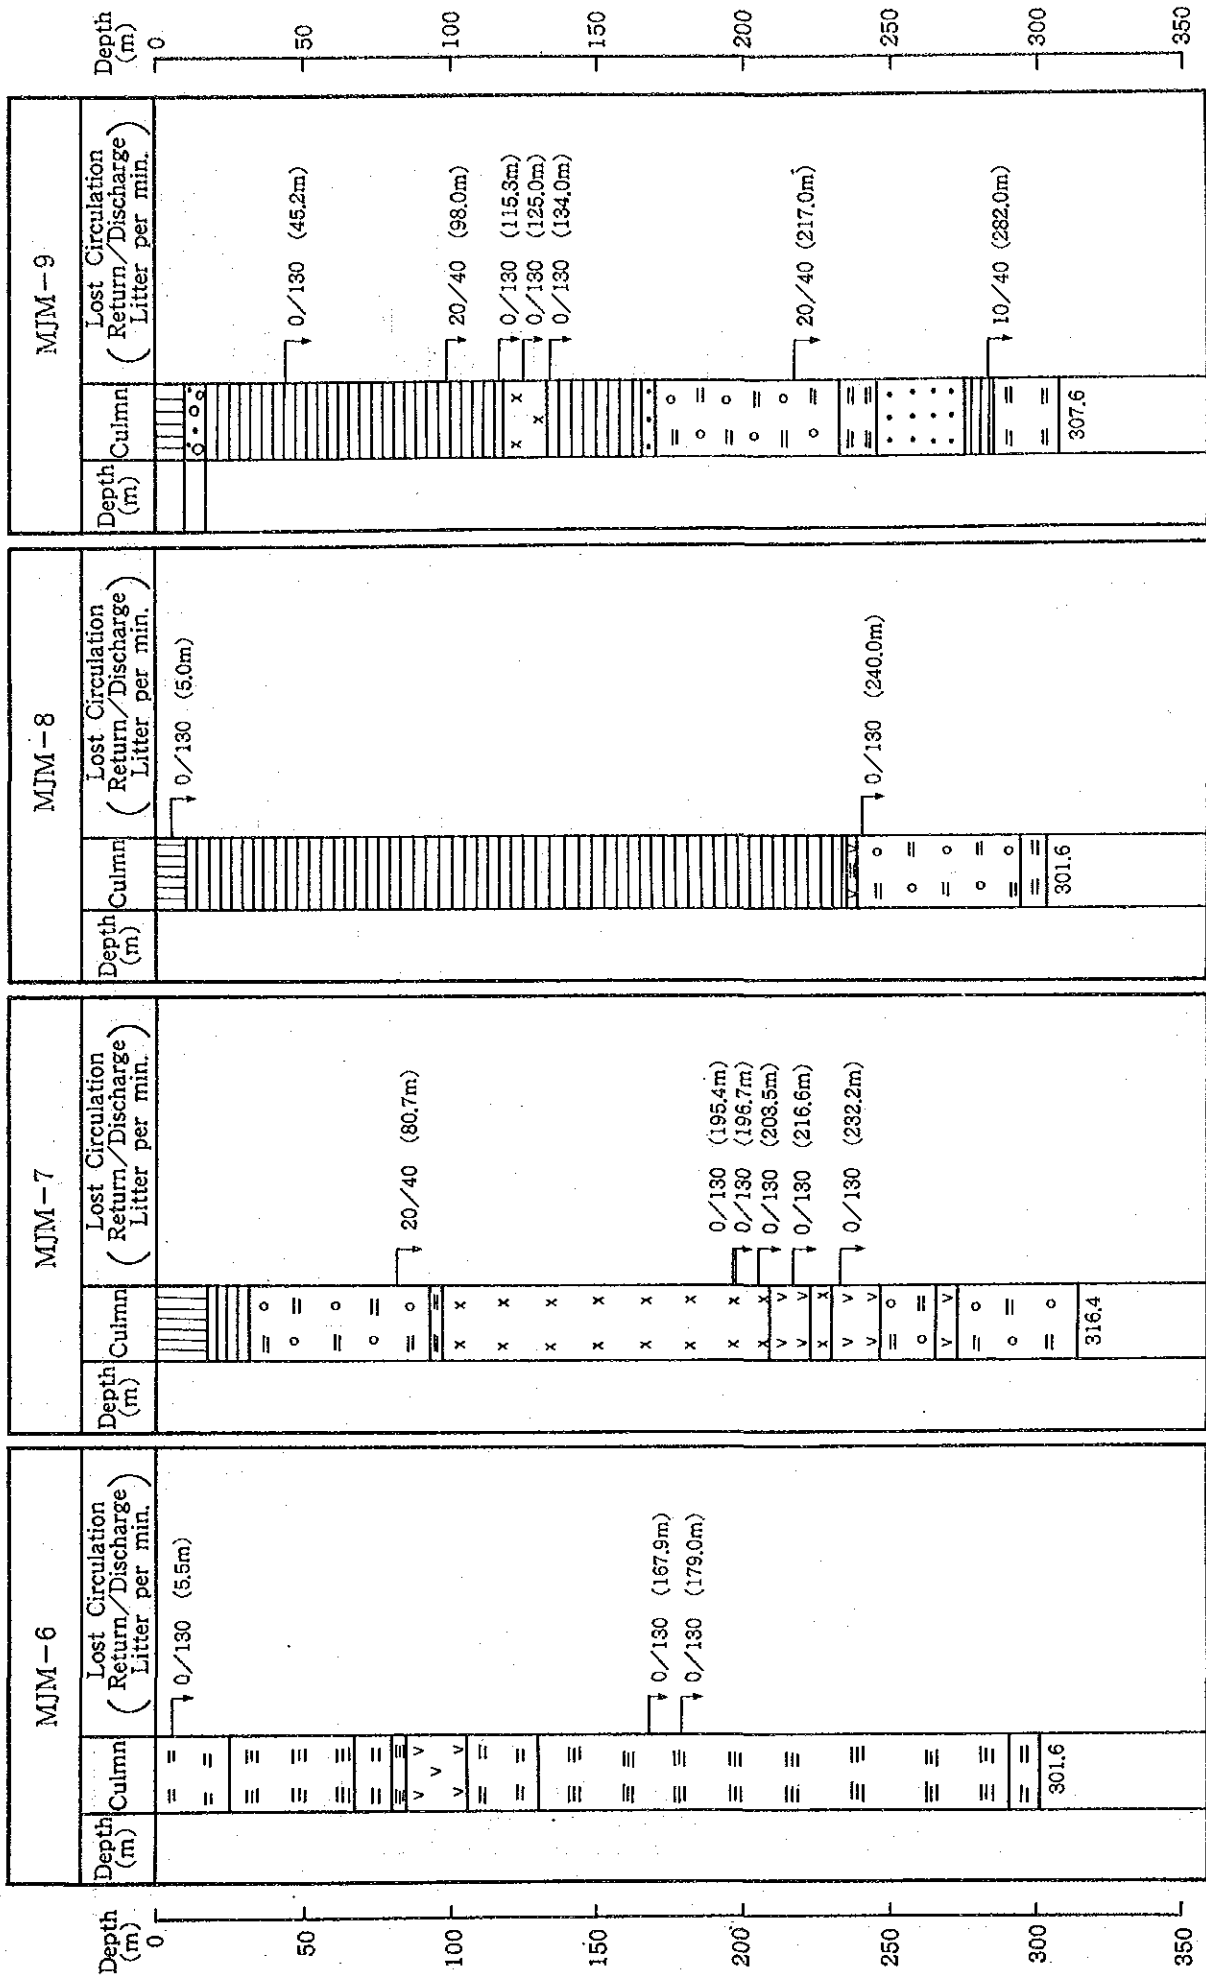 Depth
(m)
0
50
100
150
200
250
300
350
MJM-6
Depth
(m)
Culmn
Lost Circulation
( Return/Discharge )
Litter per min.
0/130 (5.5m)
0/130 (167.9m)
0/130 (179.0m)
301.6
MJM-7
Depth
(m)
Culmn
Lost Circulation
( Return/Discharge )
Litter per min.
20/40 (80.7m)
0/130 (195.4m)
0/130 (196.7m)
0/130 (203.5m)
0/130 (216.6m)
0/130 (232.2m)
316.4
MJM-8
Depth
(m)
Culmn
Lost Circulation
( Return/Discharge )
Litter per min.
0/130 (5.0m)
0/130 (240.0m)
301.6
MJM-9
Depth
(m)
Culmn
Lost Circulation
( Return/Discharge )
Litter per min.
0/130 (45.2m)
20/40 (98.0m)
0/130 (115.3m)
0/130 (125.0m)
0/130 (134.0m)
20/40 (217.0m)
10/40 (282.0m)
307.6
Depth
(m)
0
50
100
150
200
250
300
350